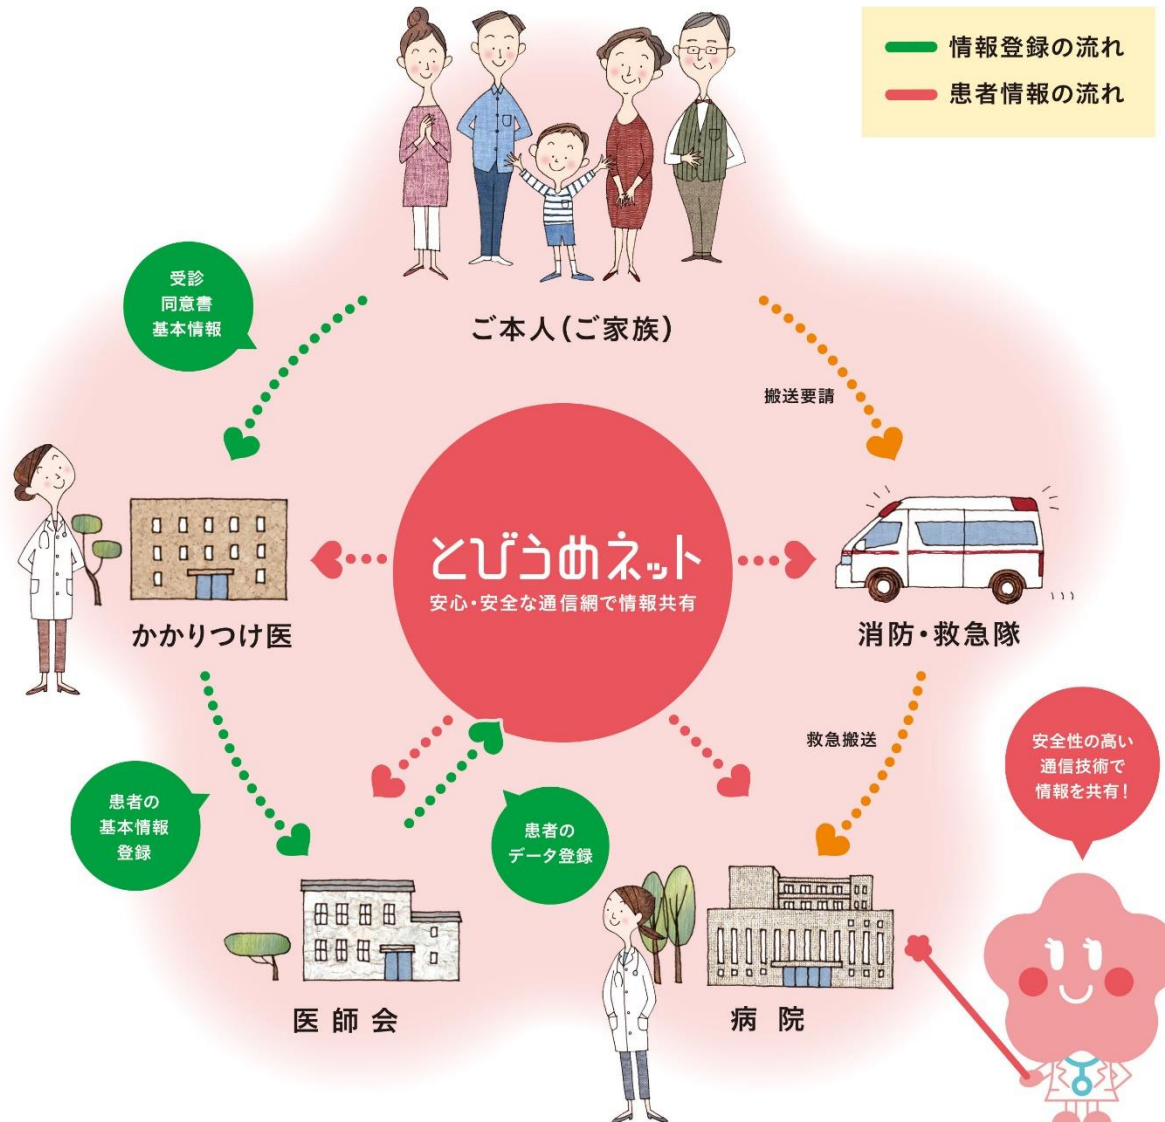 情報登録の流れ
患者情報の流れ
受診
同意書
基本情報
ご本人(ご家族)
搬送要請
とびうめネット
安心・安全な通信網で情報共有
かかりつけ医
消防・救急隊
救急搬送
安全性の高い
通信技術で
情報を共有!
患者の
基本情報
登録
患者の
データ登録
医師会
病院